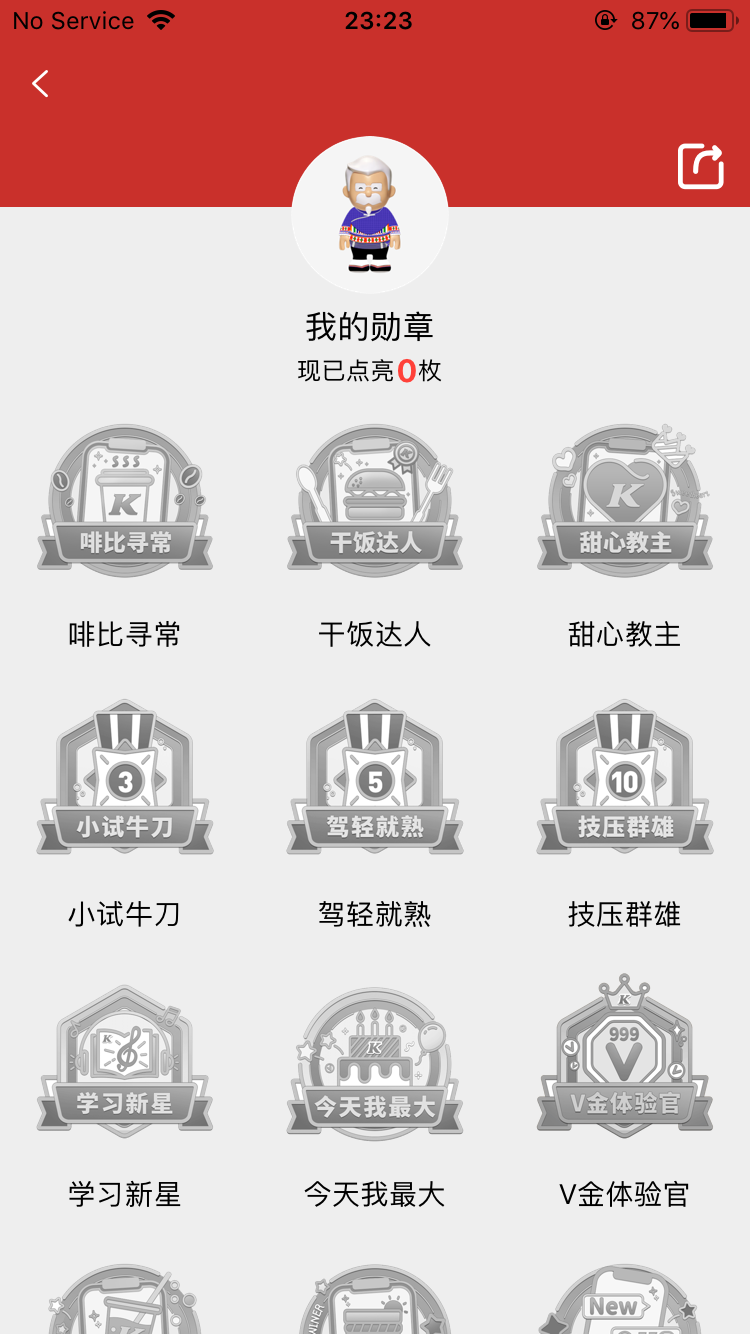 No Service 23:23 87%
我的勋章
现已点亮0枚
K
啡比寻常
干饭达人
K
甜心教主
啡比寻常 干饭达人 甜心教主
3
小试牛刀
5
驾轻就熟
10
技压群雄
小试牛刀 驾轻就熟 技压群雄
K
学习新星
K
今天我最大
K
999
V
V金体验官
学习新星 今天我最大 V金体验官
New